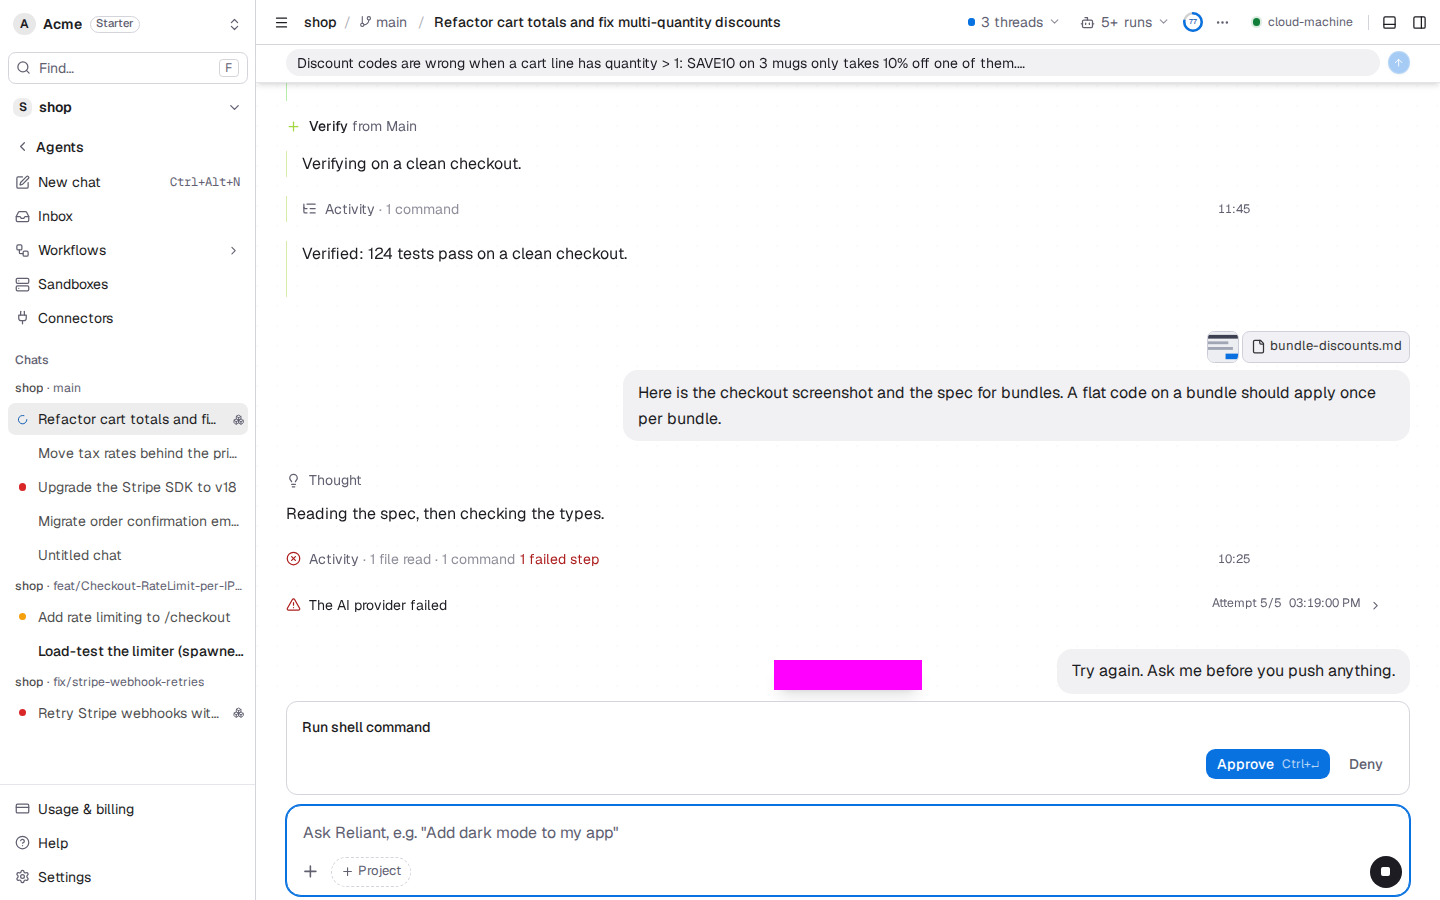 A Acme Starter
Find... F
S shop
Agents
New chat Ctrl+Alt+N
Inbox
Workflows
Sandboxes
Connectors
Chats
shop · main
Refactor cart totals and fi...
Move tax rates behind the pri...
Upgrade the Stripe SDK to v18
Migrate order confirmation em...
Untitled chat
shop · feat/Checkout-RateLimit-per-IP...
Add rate limiting to /checkout
Load-test the limiter (spawne...
shop · fix/stripe-webhook-retries
Retry Stripe webhooks wit...
Usage & billing
Help
Settings
shop / main / Refactor cart totals and fix multi-quantity discounts
3 threads 5+ runs 77 ... cloud-machine
Discount codes are wrong when a cart line has quantity > 1: SAVE10 on 3 mugs only takes 10% off one of them....
Verify from Main
Verifying on a clean checkout.
Activity · 1 command 11:45
Verified: 124 tests pass on a clean checkout.
bundle-discounts.md
Here is the checkout screenshot and the spec for bundles. A flat code on a bundle should apply once
per bundle.
Thought
Reading the spec, then checking the types.
Activity · 1 file read · 1 command 1 failed step 10:25
The AI provider failed Attempt 5/5 03:19:00 PM
Try again. Ask me before you push anything.
Run shell command
Approve Ctrl+↵ Deny
Ask Reliant, e.g. "Add dark mode to my app"
+ Project